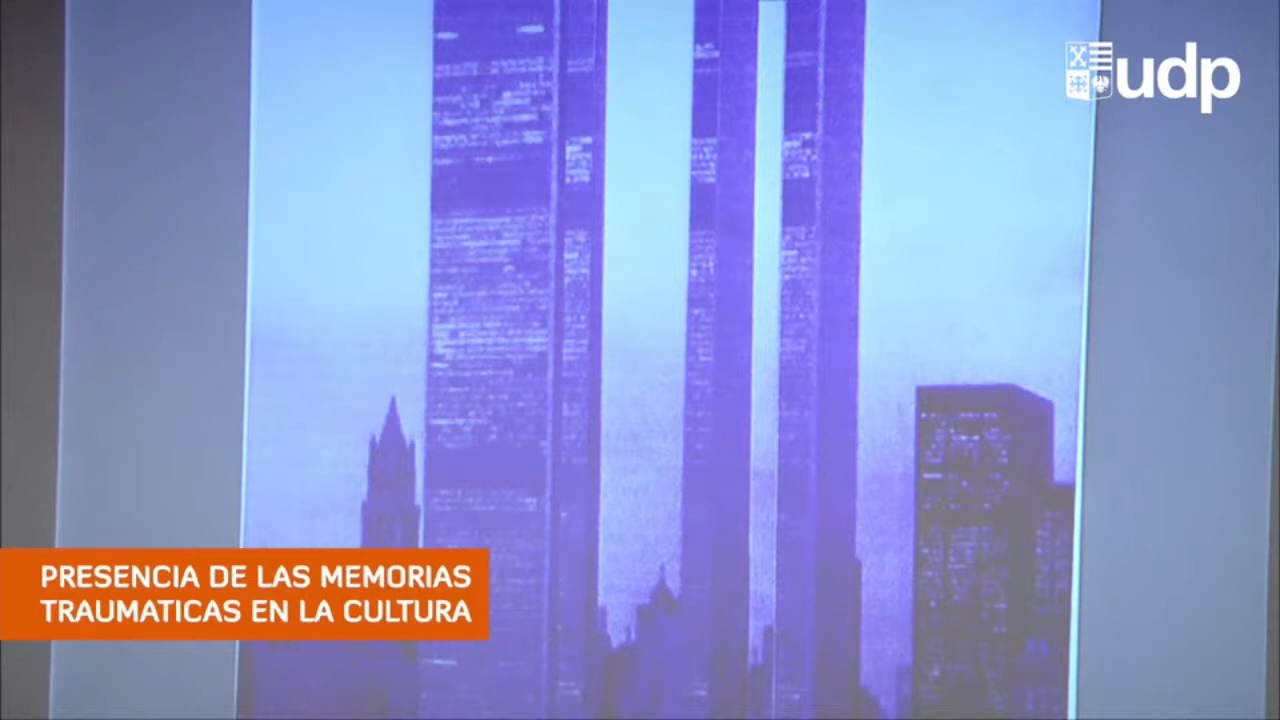 udp
PRESENCIA DE LAS MEMORIAS
TRAUMATICAS EN LA CULTURA